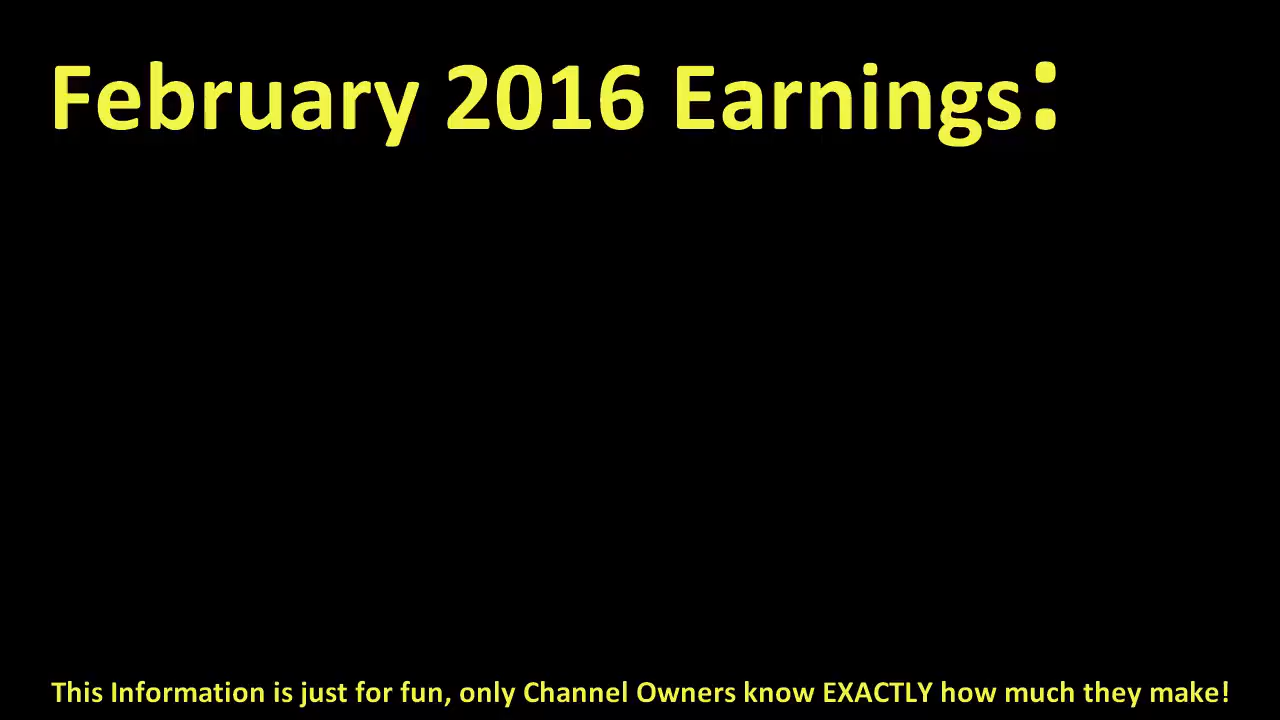 February 2016 Earnings:
This Information is just for fun, only Channel Owners know EXACTLY how much they make!